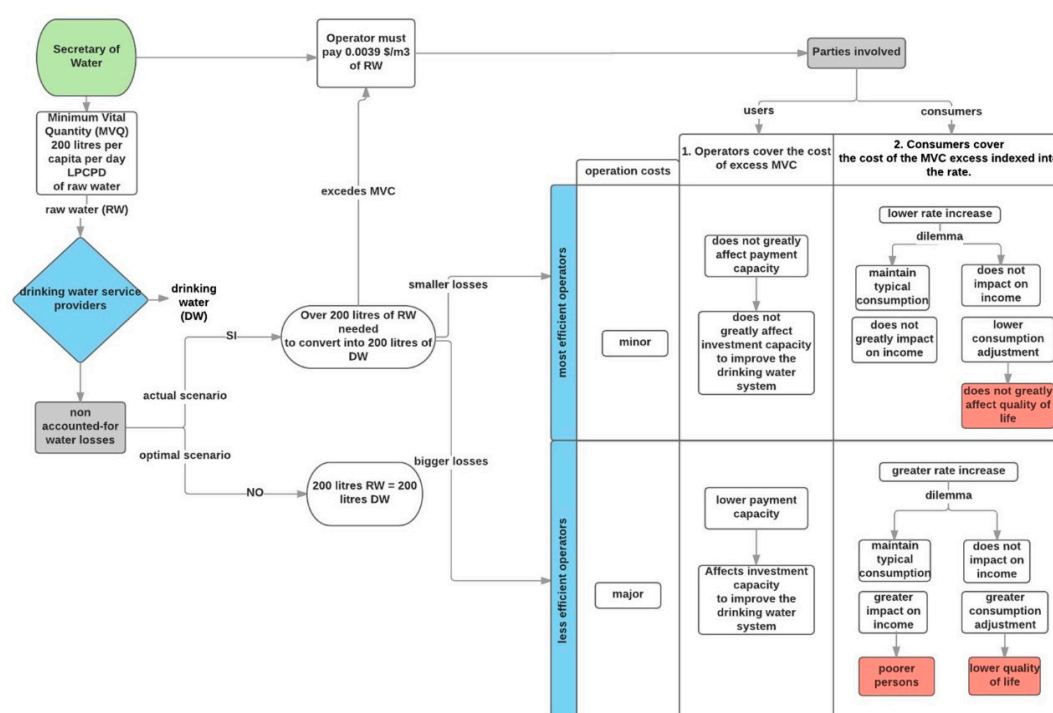 Secretary of
Water
Operator must
pay 0.0039 $/m3
of RW
Parties involved
users
consumers
Minimum Vital
Quantity (MVQ)
200 litres per
capita per day
LPCPD
of raw water
raw water (RW)
excedes MVC
operation costs
1. Operators cover the cost
of excess MVC
2. Consumers cover
the cost of the MVC excess indexed into
the rate.
drinking water service
providers
drinking
water
(DW)
SI
actual scenario
Over 200 litres of RW
needed
to convert into 200 litres of
DW
smaller losses
bigger losses
non
accounted-for
water losses
optimal scenario
NO
200 litres RW = 200
litres DW
most efficient operators
minor
does not greatly
affect payment
capacity
does not
greatly affect
investment capacity
to improve the
drinking water
system
lower rate increase
dilemma
maintain
typical
consumption
does not
impact on
income
does not
greatly impact
on income
lower
consumption
adjustment
does not greatly
affect quality of
life
less efficient operators
major
lower payment
capacity
Affects investment
capacity
to improve the
drinking water
system
greater rate increase
dilemma
maintain
typical
consumption
does not
impact on
income
greater
impact on
income
greater
consumption
adjustment
poorer
persons
lower quality
of life